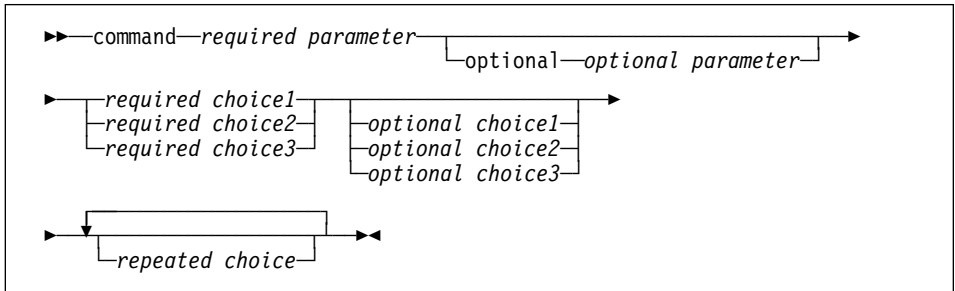 command required parameter
optional optional parameter
required choice1
required choice2
required choice3
optional choice1
optional choice2
optional choice3
repeated choice